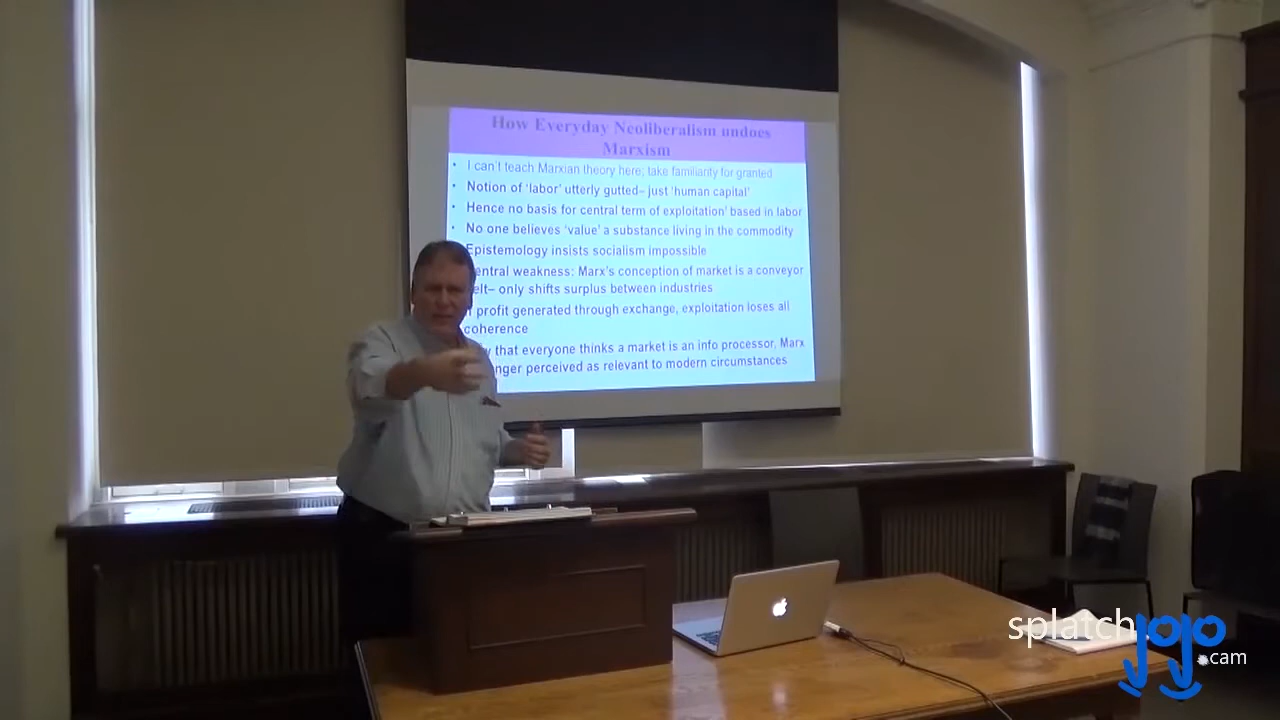 How Everyday Neoliberalism undoes
Marxism
• I can't teach Marxian theory here, take familiarity for granted
• Notion of 'labor' utterly gutted– just 'human capital'
• Hence no basis for central term of exploitation' based in labor
• No one believes 'value' a substance living in the commodity
Epistemology insists socialism impossible
entral weakness: Marx's conception of market is a conveyor
elt– only shifts surplus between industries
profit generated through exchange, exploitation loses all
coherence
that everyone thinks a market is an info processor, Marx
nger perceived as relevant to modern circumstances
splatchjojo
.cam